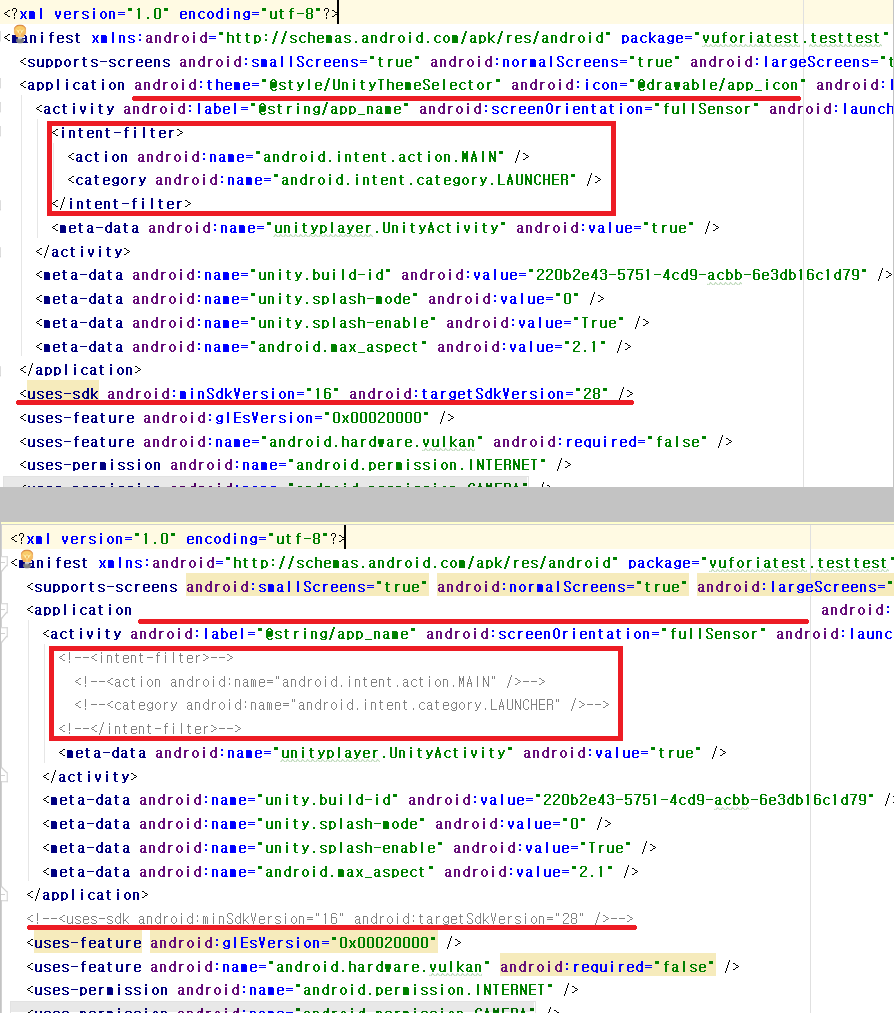 <?xml version="1.0" encoding="utf-8"?>
<manifest xmlns:android="http://schemas.android.com/apk/res/android" package="vuforiatest.testtest"
<supports-screens android:smallScreens="true" android:normalScreens="true" android:largeScreens="t
<application android:theme="@style/UnityThemeSelector" android:icon="@drawable/app_icon" android:l
<activity android:label="@string/app_name" android:screenOrientation="fullSensor" android:launch
<intent-filter>
<action android:name="android.intent.action.MAIN" />
<category android:name="android.intent.category.LAUNCHER" />
</intent-filter>
<meta-data android:name="unityplayer.UnityActivity" android:value="true" />
</activity>
<meta-data android:name="unity.build-id" android:value="220b2e43-5751-4cd9-acbb-6e3db16c1d79" />
<meta-data android:name="unity.splash-mode" android:value="0" />
<meta-data android:name="unity.splash-enable" android:value="True" />
<meta-data android:name="android.max_aspect" android:value="2.1" />
</application>
<uses-sdk android:minSdkVersion="16" android:targetSdkVersion="28" />
<uses-feature android:glEsVersion="0x00020000" />
<uses-feature android:name="android.hardware.vulkan" android:required="false" />
<uses-permission android:name="android.permission.INTERNET" />
<uses-permission android:name="android.permission.CAMERA" />
<?xml version="1.0" encoding="utf-8"?>
<manifest xmlns:android="http://schemas.android.com/apk/res/android" package="vuforiatest.testtest"
<supports-screens android:smallScreens="true" android:normalScreens="true" android:largeScreens="
<application android:
<activity android:label="@string/app_name" android:screenOrientation="fullSensor" android:launc
<!--<intent-filter>-->
<!--<action android:name="android.intent.action.MAIN" />-->
<!--<category android:name="android.intent.category.LAUNCHER" />-->
<!--</intent-filter>-->
<meta-data android:name="unityplayer.UnityActivity" android:value="true" />
</activity>
<meta-data android:name="unity.build-id" android:value="220b2e43-5751-4cd9-acbb-6e3db16c1d79" /
<meta-data android:name="unity.splash-mode" android:value="0" />
<meta-data android:name="unity.splash-enable" android:value="True" />
<meta-data android:name="android.max_aspect" android:value="2.1" />
</application>
<!--<uses-sdk android:minSdkVersion="16" android:targetSdkVersion="28" />-->
<uses-feature android:glEsVersion="0x00020000" />
<uses-feature android:name="android.hardware.vulkan" android:required="false" />
<uses-permission android:name="android.permission.INTERNET" />
<uses-permission android:name="android.permission.CAMERA" />